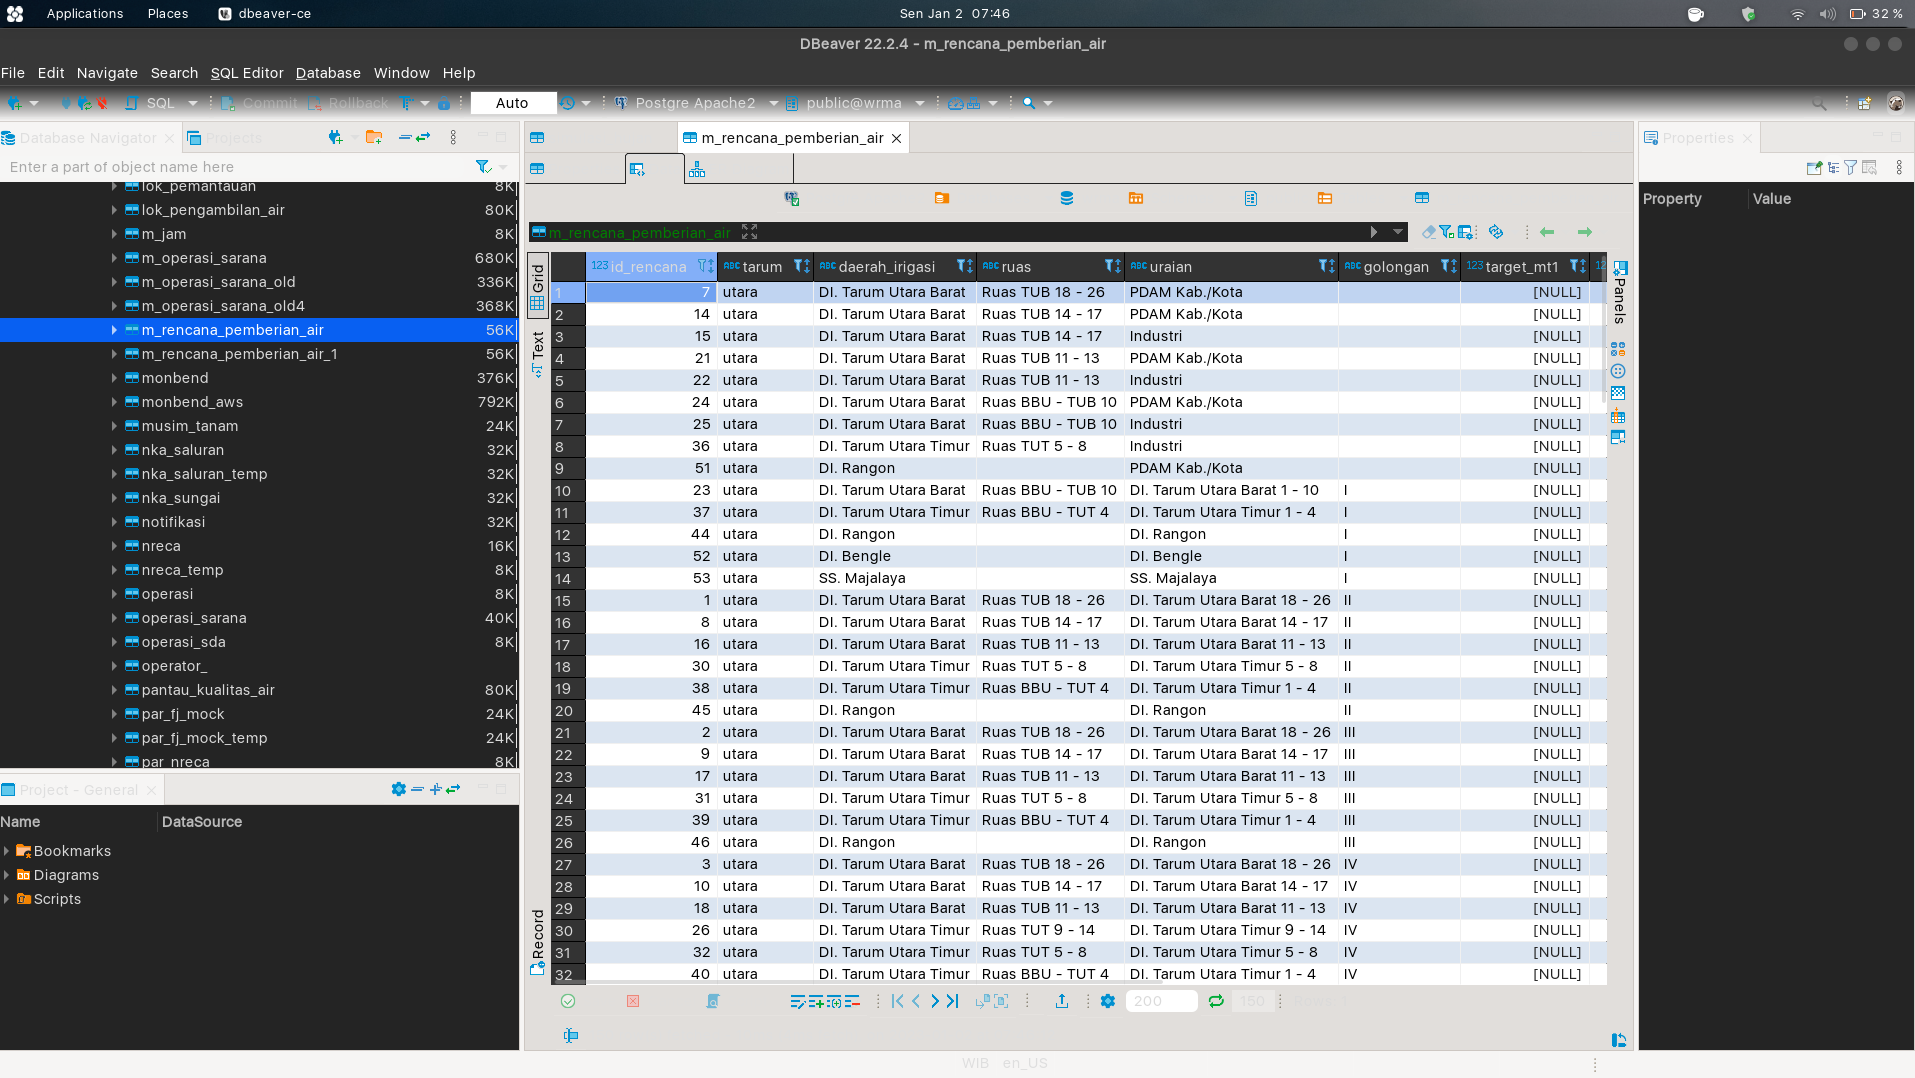 Applications Places dbeaver-ce Sen Jan 2 07:46 32 %
DBeaver 22.2.4 - m_rencana_pemberian_air
File Edit Navigate Search SQL Editor Database Window Help
SQL Commit Rollback Auto Postgre Apache2 public@wrma
Database Navigator Projects
Enter a part of object name here
lok_pemantauan 8K
lok_pengambilan_air 80K
m_jam 8K
m_operasi_sarana 680K
m_operasi_sarana_old 336K
m_operasi_sarana_old4 368K
m_rencana_pemberian_air 56K
m_rencana_pemberian_air_1 56K
monbend 376K
monbend_aws 792K
musim_tanam 24K
nka_saluran 32K
nka_saluran_temp 32K
nka_sungai 32K
notifikasi 32K
nreca 16K
nreca_temp 8K
operasi 8K
operasi_sarana 40K
operasi_sda 8K
operator_
pantau_kualitas_air 80K
par_fj_mock 24K
par_fj_mock_temp 24K
par_nreca 8K
Project - General
Name DataSource
Bookmarks
Diagrams
Scripts
m_rencana_pemberian_air
m_rencana_pemberian_air
Grid
Text
Record
123 id_rencana ABC tarum ABC daerah_irigasi ABC ruas ABC uraian ABC golongan 123 target_mt1
1 7 utara DI. Tarum Utara Barat Ruas TUB 18 - 26 PDAM Kab./Kota [NULL]
2 14 utara DI. Tarum Utara Barat Ruas TUB 14 - 17 PDAM Kab./Kota [NULL]
3 15 utara DI. Tarum Utara Barat Ruas TUB 14 - 17 Industri [NULL]
4 21 utara DI. Tarum Utara Barat Ruas TUB 11 - 13 PDAM Kab./Kota [NULL]
5 22 utara DI. Tarum Utara Barat Ruas TUB 11 - 13 Industri [NULL]
6 24 utara DI. Tarum Utara Barat Ruas BBU - TUB 10 PDAM Kab./Kota [NULL]
7 25 utara DI. Tarum Utara Barat Ruas BBU - TUB 10 Industri [NULL]
8 36 utara DI. Tarum Utara Timur Ruas TUT 5 - 8 Industri [NULL]
9 51 utara DI. Rangon PDAM Kab./Kota [NULL]
10 23 utara DI. Tarum Utara Barat Ruas BBU - TUB 10 DI. Tarum Utara Barat 1 - 10 I [NULL]
11 37 utara DI. Tarum Utara Timur Ruas BBU - TUT 4 DI. Tarum Utara Timur 1 - 4 I [NULL]
12 44 utara DI. Rangon DI. Rangon I [NULL]
13 52 utara DI. Bengle DI. Bengle I [NULL]
14 53 utara SS. Majalaya SS. Majalaya I [NULL]
15 1 utara DI. Tarum Utara Barat Ruas TUB 18 - 26 DI. Tarum Utara Barat 18 - 26 II [NULL]
16 8 utara DI. Tarum Utara Barat Ruas TUB 14 - 17 DI. Tarum Utara Barat 14 - 17 II [NULL]
17 16 utara DI. Tarum Utara Barat Ruas TUB 11 - 13 DI. Tarum Utara Barat 11 - 13 II [NULL]
18 30 utara DI. Tarum Utara Timur Ruas TUT 5 - 8 DI. Tarum Utara Timur 5 - 8 II [NULL]
19 38 utara DI. Tarum Utara Timur Ruas BBU - TUT 4 DI. Tarum Utara Timur 1 - 4 II [NULL]
20 45 utara DI. Rangon DI. Rangon II [NULL]
21 2 utara DI. Tarum Utara Barat Ruas TUB 18 - 26 DI. Tarum Utara Barat 18 - 26 III [NULL]
22 9 utara DI. Tarum Utara Barat Ruas TUB 14 - 17 DI. Tarum Utara Barat 14 - 17 III [NULL]
23 17 utara DI. Tarum Utara Barat Ruas TUB 11 - 13 DI. Tarum Utara Barat 11 - 13 III [NULL]
24 31 utara DI. Tarum Utara Timur Ruas TUT 5 - 8 DI. Tarum Utara Timur 5 - 8 III [NULL]
25 39 utara DI. Tarum Utara Timur Ruas BBU - TUT 4 DI. Tarum Utara Timur 1 - 4 III [NULL]
26 46 utara DI. Rangon DI. Rangon III [NULL]
27 3 utara DI. Tarum Utara Barat Ruas TUB 18 - 26 DI. Tarum Utara Barat 18 - 26 IV [NULL]
28 10 utara DI. Tarum Utara Barat Ruas TUB 14 - 17 DI. Tarum Utara Barat 14 - 17 IV [NULL]
29 18 utara DI. Tarum Utara Barat Ruas TUB 11 - 13 DI. Tarum Utara Barat 11 - 13 IV [NULL]
30 26 utara DI. Tarum Utara Timur Ruas TUT 9 - 14 DI. Tarum Utara Timur 9 - 14 IV [NULL]
31 32 utara DI. Tarum Utara Timur Ruas TUT 5 - 8 DI. Tarum Utara Timur 5 - 8 IV [NULL]
32 40 utara DI. Tarum Utara Timur Ruas BBU - TUT 4 DI. Tarum Utara Timur 1 - 4 IV [NULL]
Panels
200 150
WIB en_US
Properties
Property Value